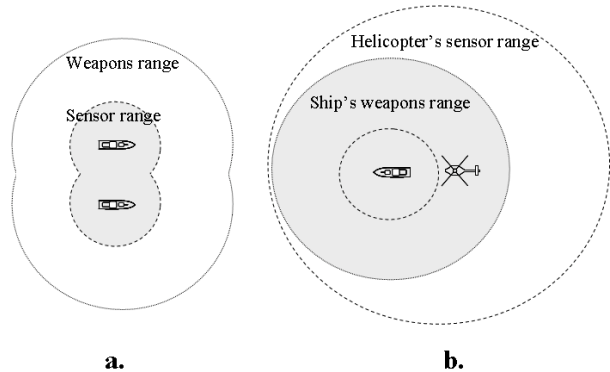 Weapons range
Sensor range
a.
Helicopter's sensor range
Ship's weapons range
b.